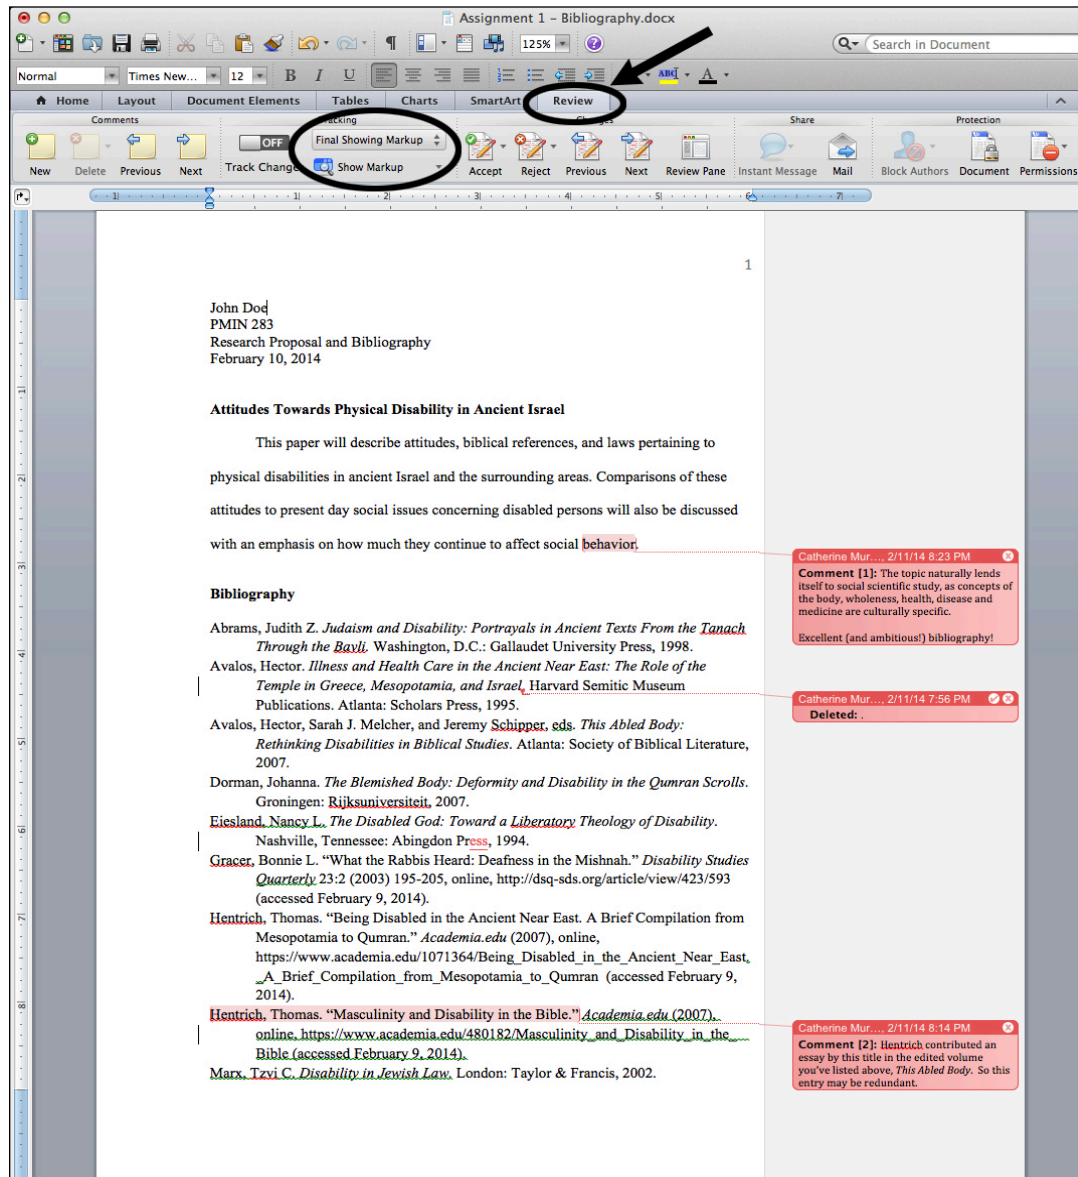 Assignment 1 - Bibliography.docx
125%
Search in Document
Normal
Times New...
12
B I U
ABC
A
Home Layout Document Elements Tables Charts SmartArt Review
Comments
Tracking
Changes
Share
Protection
OFF
Final Showing Markup
New Delete Previous Next
Track Change
Show Markup
Accept Reject Previous Next Review Pane Instant Message Mail Block Authors Document Permissions
1 1 2 3 4 5 6 7
1
John Doe
PMIN 283
Research Proposal and Bibliography
February 10, 2014
Attitudes Towards Physical Disability in Ancient Israel
This paper will describe attitudes, biblical references, and laws pertaining to
physical disabilities in ancient Israel and the surrounding areas. Comparisons of these
attitudes to present day social issues concerning disabled persons will also be discussed
with an emphasis on how much they continue to affect social behavior.
Catherine Mur..., 2/11/14 8:23 PM
Comment [1]: The topic naturally lends
itself to social scientific study, as concepts of
the body, wholeness, health, disease and
medicine are culturally specific.
Excellent (and ambitious!) bibliography!
Bibliography
Abrams, Judith Z. Judaism and Disability: Portrayals in Ancient Texts From the Tanach
Through the Bavli. Washington, D.C.: Gallaudet University Press, 1998.
Avalos, Hector. Illness and Health Care in the Ancient Near East: The Role of the
Temple in Greece, Mesopotamia, and Israel, Harvard Semitic Museum
Publications. Atlanta: Scholars Press, 1995.
Catherine Mur..., 2/11/14 7:56 PM
Deleted: .
Avalos, Hector, Sarah J. Melcher, and Jeremy Schipper, eds. This Abled Body:
Rethinking Disabilities in Biblical Studies. Atlanta: Society of Biblical Literature,
2007.
Dorman, Johanna. The Blemished Body: Deformity and Disability in the Qumran Scrolls.
Groningen: Rijksuniversiteit, 2007.
Eiesland, Nancy L. The Disabled God: Toward a Liberatory Theology of Disability.
Nashville, Tennessee: Abingdon Press, 1994.
Gracer, Bonnie L. “What the Rabbis Heard: Deafness in the Mishnah.” Disability Studies
Quarterly 23:2 (2003) 195-205, online, http://dsq-sds.org/article/view/423/593
(accessed February 9, 2014).
Hentrich, Thomas. “Being Disabled in the Ancient Near East. A Brief Compilation from
Mesopotamia to Qumran.” Academia.edu (2007), online,
https://www.academia.edu/1071364/Being_Disabled_in_the_Ancient_Near_East.
_A_Brief_Compilation_from_Mesopotamia_to_Qumran (accessed February 9,
2014).
Hentrich, Thomas. “Masculinity and Disability in the Bible.” Academia.edu (2007),
online, https://www.academia.edu/480182/Masculinity_and_Disability_in_the_
Bible (accessed February 9, 2014).
Marx, Tzvi C. Disability in Jewish Law. London: Taylor & Francis, 2002.
Catherine Mur..., 2/11/14 8:14 PM
Comment [2]: Hentrich contributed an
essay by this title in the edited volume
you've listed above, This Abled Body. So this
entry may be redundant.